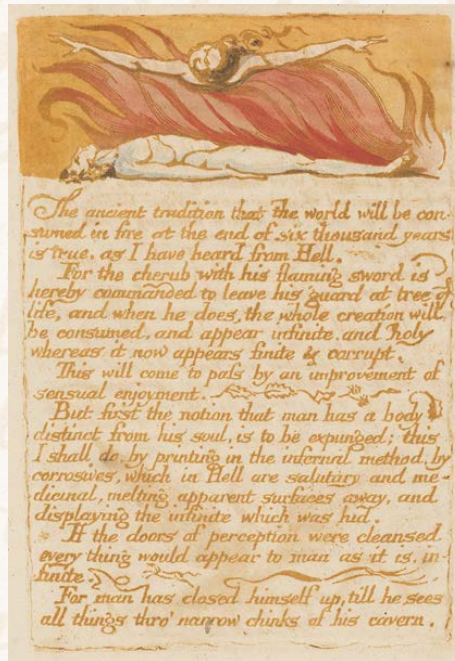 The ancient tradition that the world will be con-
sumed in fire at the end of six thousand years
is true. as I have heard from Hell.
For the cherub with his flaming sword is
hereby commanded to leave his guard at tree of
life, and when he does, the whole creation will
be consumed, and appear infinite. and holy
whereas it now appears finite & corrupt.
This will come to paſs by an improvement of
sensual enjoyment.
But first the notion that man has a body
distinct from his soul, is to be expunged; this
I shall do, by printing in the infernal method, by
corrosives, which in Hell are salutary and me-
dicinal, melting apparent surfaces away, and
displaying the infinite which was hid.
If the doors of perception were cleansed
every thing would appear to man as it is, in-
finite.
For man has closed himself up, till he sees
all things thro' narrow chinks of his cavern.